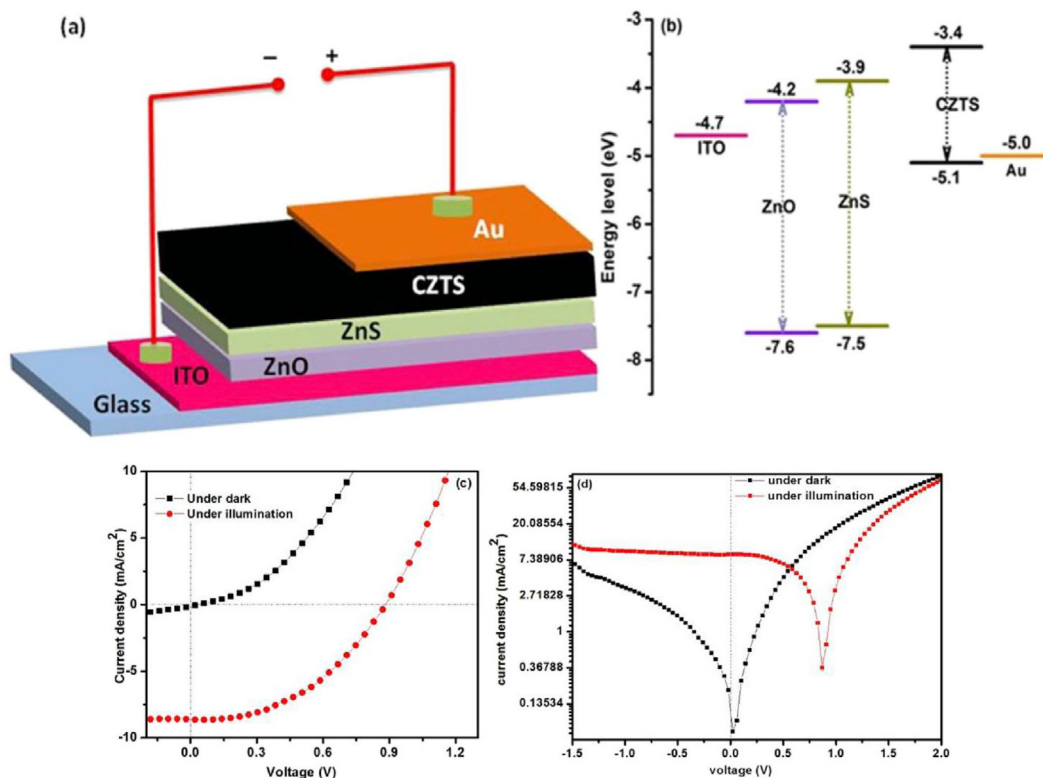 (a)
−
+
Au
CZTS
ZnS
ZnO
ITO
Glass
(b)
Energy level (eV)
-3
-4
-5
-6
-7
-8
-4.7
ITO
-4.2
ZnO
-7.6
-3.9
ZnS
-7.5
-3.4
CZTS
-5.1
-5.0
Au
(c)
Under dark
Under illumination
Current density (mA/cm2)
10
5
0
-5
-10
0.0 0.3 0.6 0.9 1.2
Voltage (V)
(d)
under dark
under illumination
current density (mA/cm2)
54.59815
20.08554
7.38906
2.71828
1
0.36788
0.13534
-1.5 -1.0 -0.5 0.0 0.5 1.0 1.5 2.0
voltage (V)